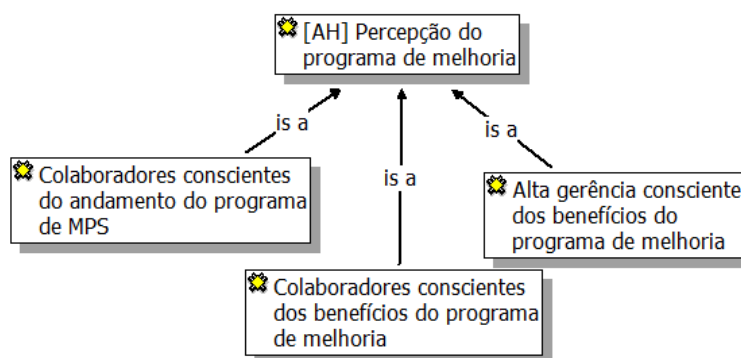 [AH] Percepção do
programa de melhoria
is a
is a
is a
Colaboradores conscientes
do andamento do programa
de MPS
Alta gerência consciente
dos benefícios do
programa de melhoria
Colaboradores conscientes
dos benefícios do programa
de melhoria